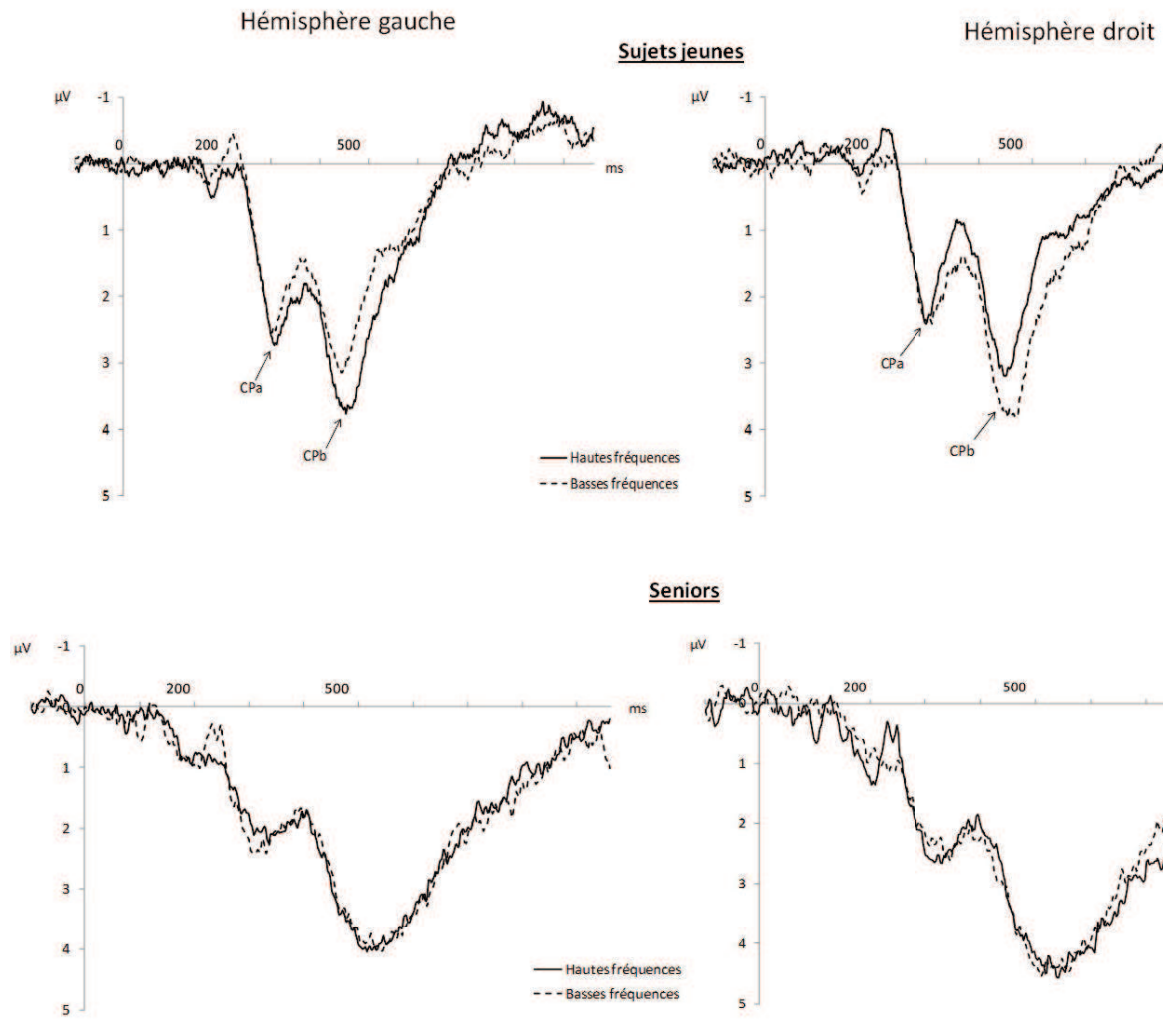 Hémisphère gauche
Hémisphère droit
Sujets jeunes
µV
-1
0
200
500
ms
1
2
3
4
5
CPa
CPb
Hautes fréquences
Basses fréquences
µV
-1
0
200
500
1
2
3
4
5
CPa
CPb
Seniors
µV
-1
0
200
500
ms
1
2
3
4
5
Hautes fréquences
Basses fréquences
µV
-1
0
200
500
1
2
3
4
5